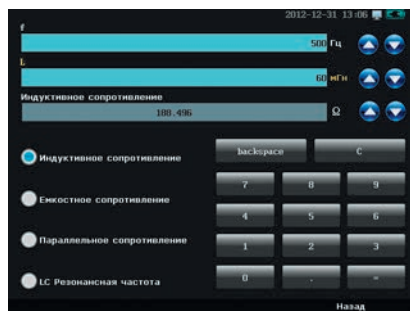 2012-12-31 13:06
f
500 Гц
L
60 мГн
Индуктивное сопротивление
188.496 Ω
Индуктивное сопротивление
Емкостное сопротивление
Параллельное сопротивление
LC Резонансная частота
backspace C
7 8 9
4 5 6
1 2 3
0 . =
Назад